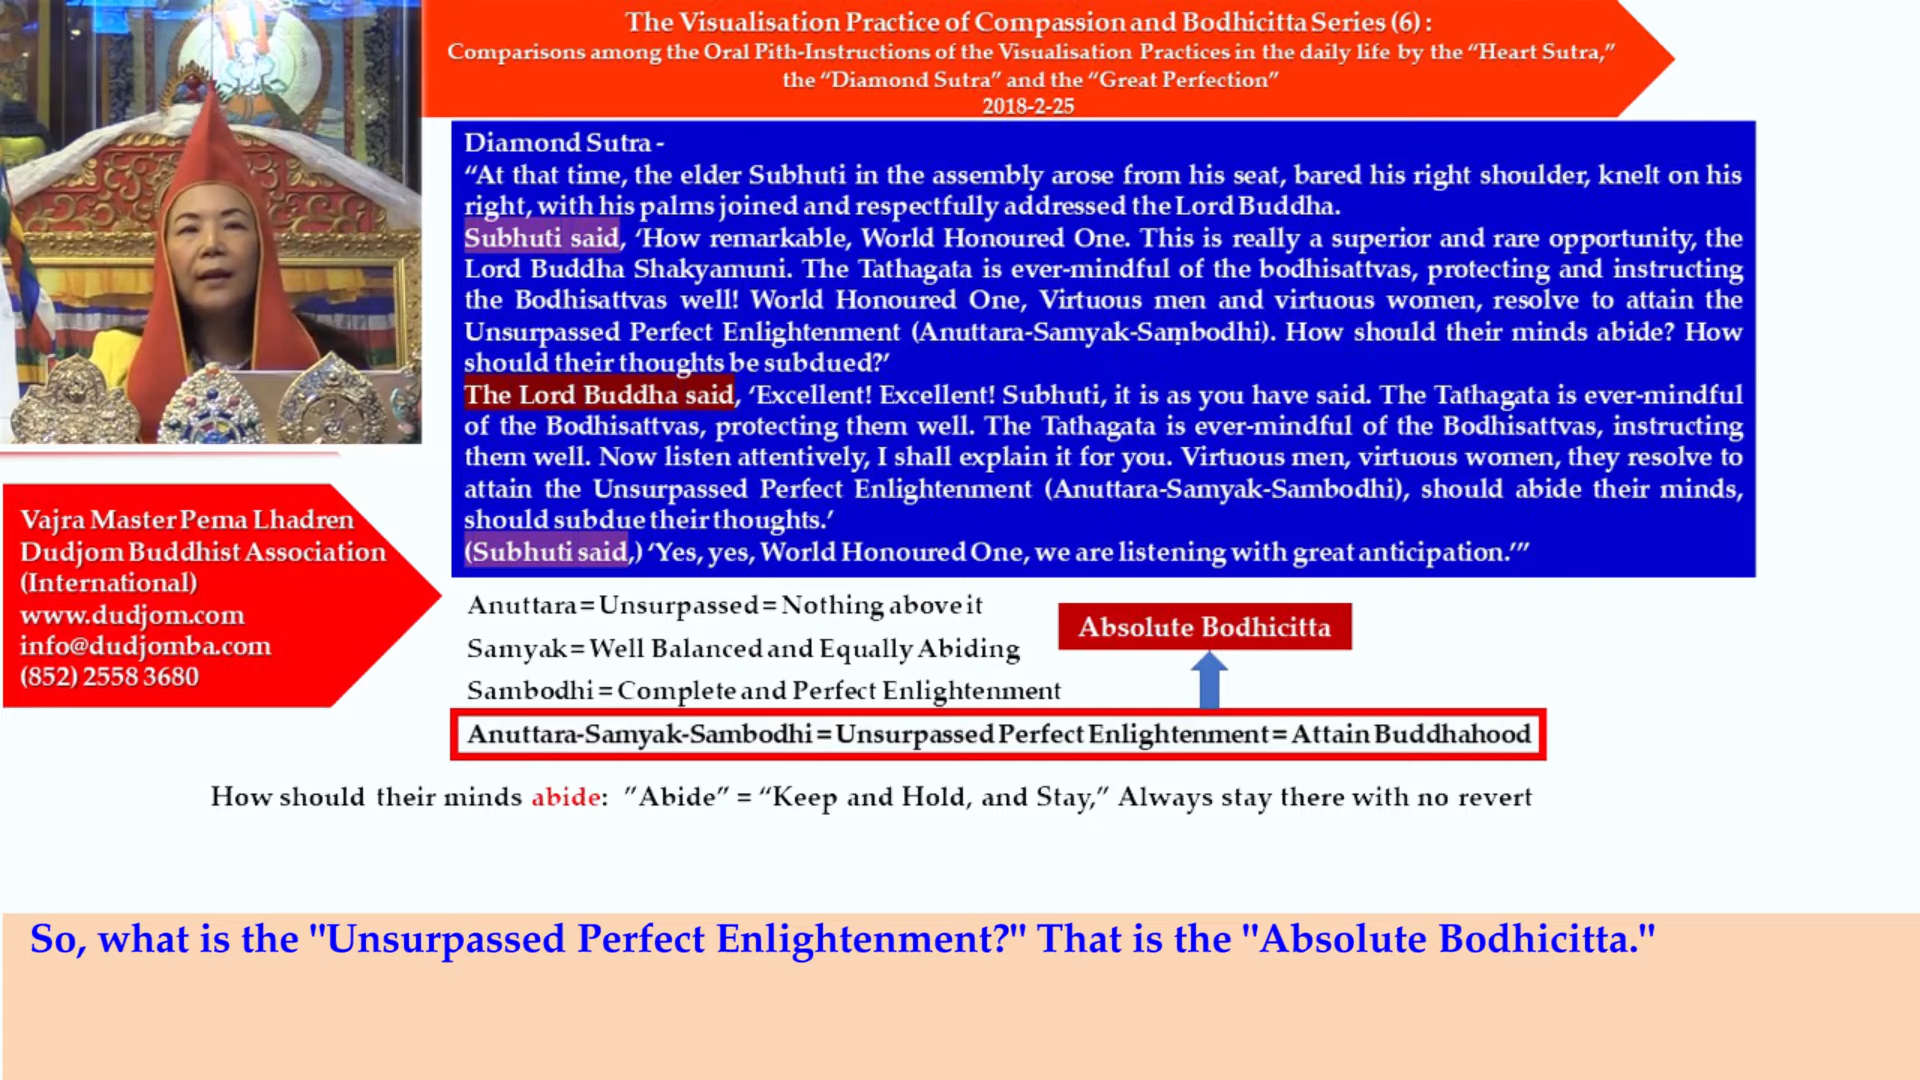 The Visualisation Practice of Compassion and Bodhicitta Series (6) :
Comparisons among the Oral Pith-Instructions of the Visualisation Practices in the daily life by the “Heart Sutra,”
the “Diamond Sutra” and the “Great Perfection”
2018-2-25
Diamond Sutra -
“At that time, the elder Subhuti in the assembly arose from his seat, bared his right shoulder, knelt on his
right, with his palms joined and respectfully addressed the Lord Buddha.
Subhuti said, ‘How remarkable, World Honoured One. This is really a superior and rare opportunity, the
Lord Buddha Shakyamuni. The Tathagata is ever-mindful of the bodhisattvas, protecting and instructing
the Bodhisattvas well! World Honoured One, Virtuous men and virtuous women, resolve to attain the
Unsurpassed Perfect Enlightenment (Anuttara-Samyak-Saṃbodhi). How should their minds abide? How
should their thoughts be subdued?’
The Lord Buddha said, ‘Excellent! Excellent! Subhuti, it is as you have said. The Tathagata is ever-mindful
of the Bodhisattvas, protecting them well. The Tathagata is ever-mindful of the Bodhisattvas, instructing
them well. Now listen attentively, I shall explain it for you. Virtuous men, virtuous women, they resolve to
attain the Unsurpassed Perfect Enlightenment (Anuttara-Samyak-Sambodhi), should abide their minds,
should subdue their thoughts.’
(Subhuti said,) ‘Yes, yes, World Honoured One, we are listening with great anticipation.’”
Vajra Master Pema Lhadren
Dudjom Buddhist Association
(International)
www.dudjom.com
info@dudjomba.com
(852) 2558 3680
Anuttara = Unsurpassed = Nothing above it
Samyak = Well Balanced and Equally Abiding
Sambodhi = Complete and Perfect Enlightenment
Absolute Bodhicitta
Anuttara-Samyak-Sambodhi = Unsurpassed Perfect Enlightenment = Attain Buddhahood
How should their minds abide: ”Abide” = “Keep and Hold, and Stay,” Always stay there with no revert
So, what is the "Unsurpassed Perfect Enlightenment?" That is the "Absolute Bodhicitta."